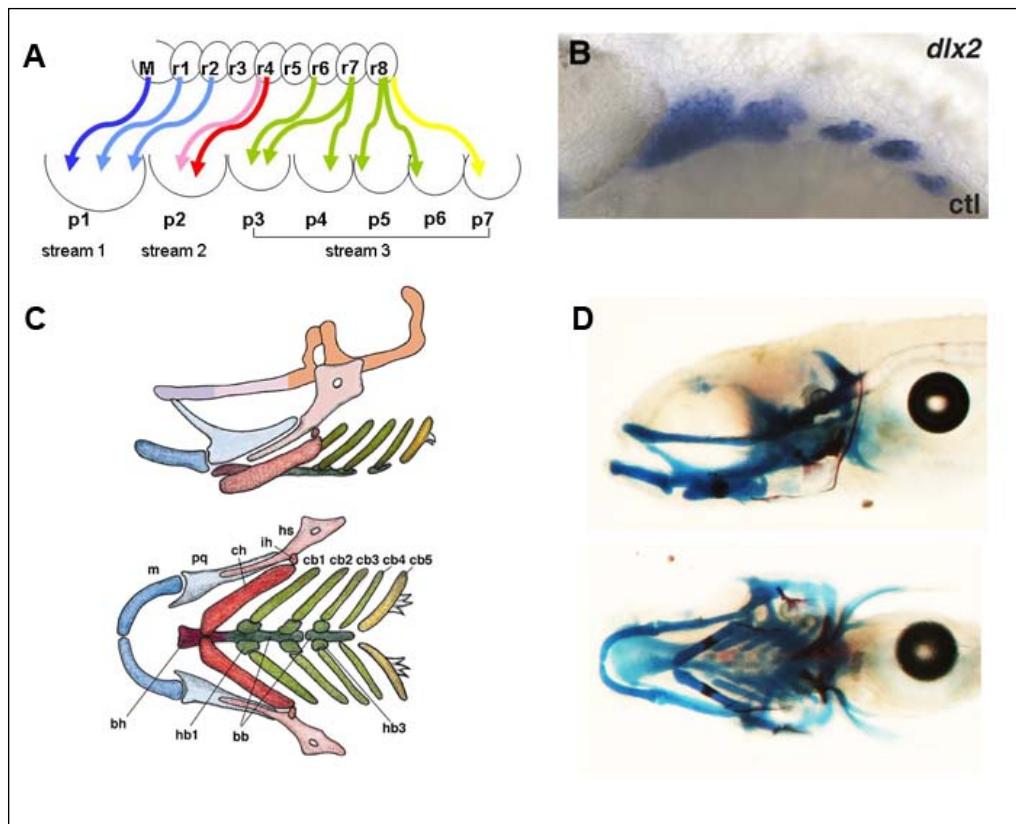 A
M r1 r2 r3 r4 r5 r6 r7 r8
p1 p2 p3 p4 p5 p6 p7
stream 1 stream 2 stream 3
B
dlx2
ctl
C
hs
ih
ch cb1 cb2 cb3 cb4 cb5
pq
m
bh
hb1 bb hb3
D